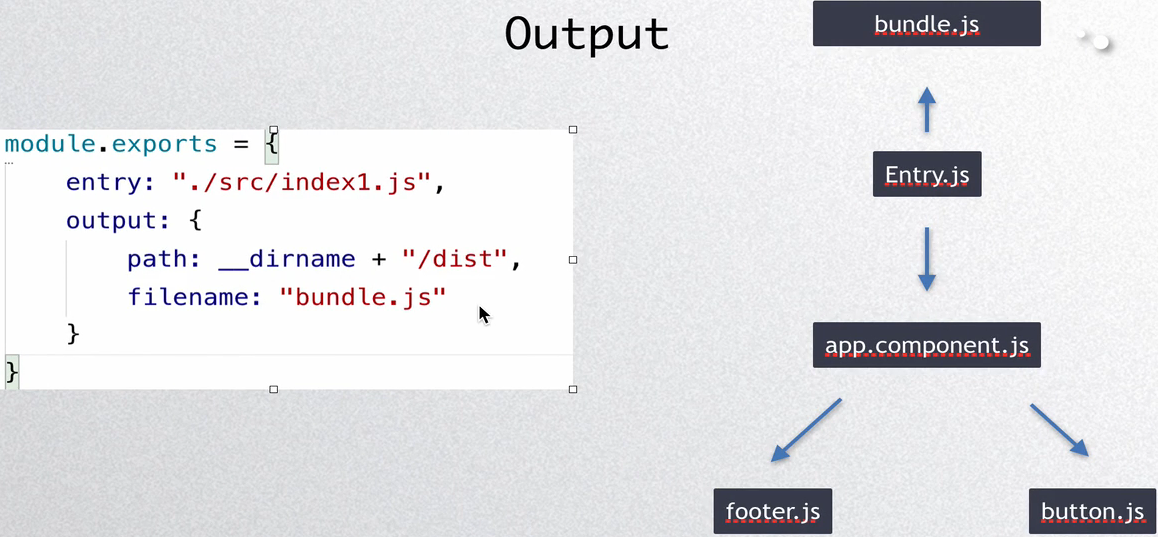 Output
module.exports = {
...
    entry: "./src/index1.js",
    output: {
        path: __dirname + "/dist",
        filename: "bundle.js"
    }
}
bundle.js
Entry.js
app.component.js
footer.js
button.js